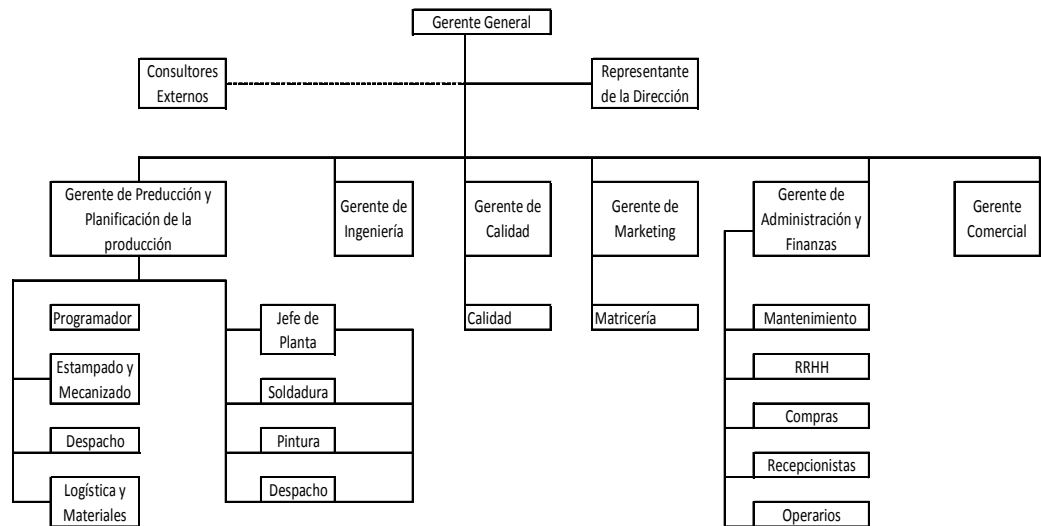 Gerente General
Consultores
Externos
Representante
de la Dirección
Gerente de Preducción y
Planificación de la
producción
Gerente de
Ingeniería
Gerente de
Calidad
Gerente de
Marketing
Gerente de
Administración y
Finanzas
Gerente
Comercial
Programador
Estampado y
Mecanizado
Despacho
Logística y
Materiales
Jefe de
Planta
Soldadura
Pintura
Despacho
Calidad
Matricería
Mantenimiento
RRHH
Compras
Recepcionistas
Operarios